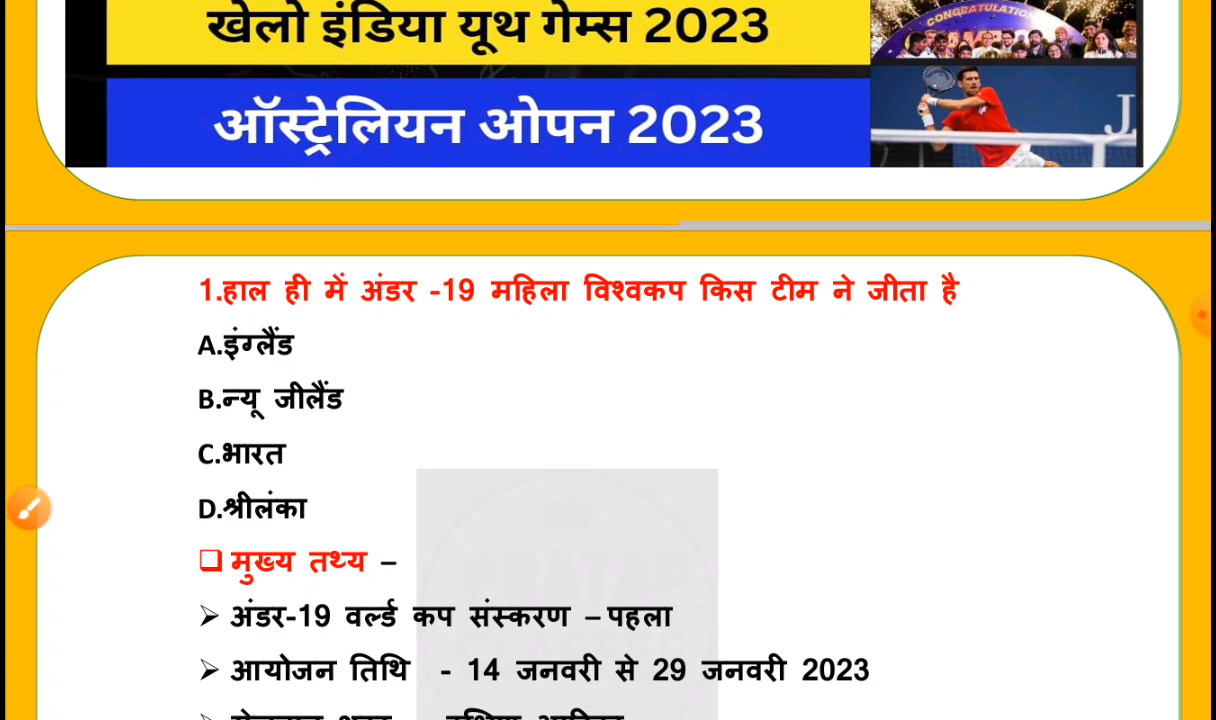 खेलो इंडिया यूथ गेम्स 2023
CONGRATULATION
ऑस्ट्रेलियन ओपन 2023
J.
1.हाल ही में अंडर -19 महिला विश्वकप किस टीम ने जीता है
A.इंग्लैंड
B.न्यू जीलैंड
C.भारत
D.श्रीलंका
मुख्य तथ्य –
अंडर-19 वर्ल्ड कप संस्करण – पहला
आयोजन तिथि - 14 जनवरी से 29 जनवरी 2023